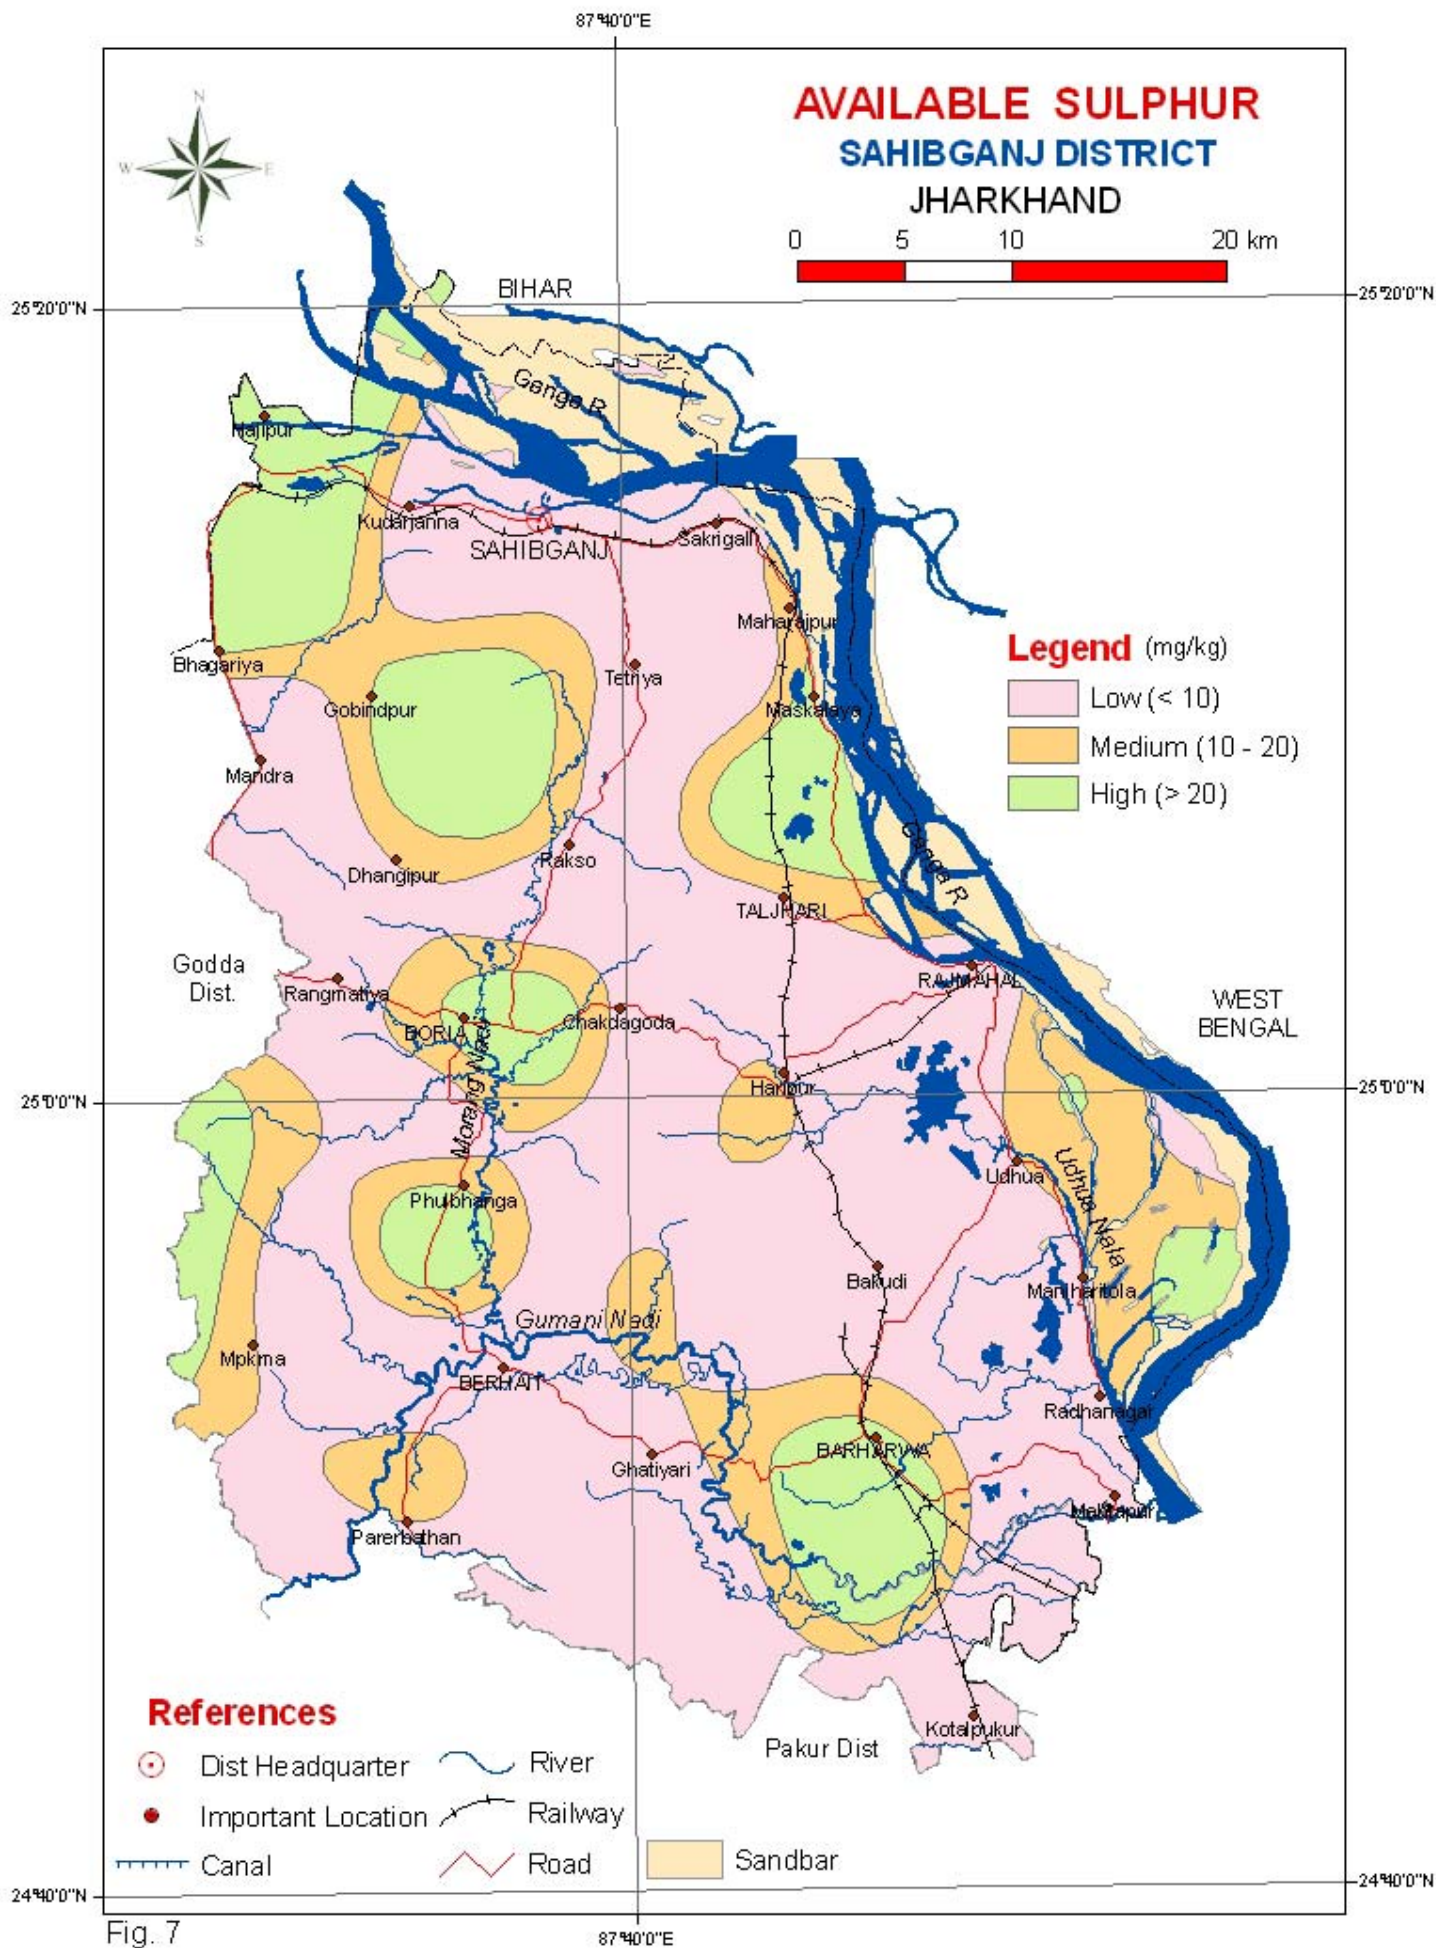 87°40'0"E
N
W
E
S
AVAILABLE SULPHUR
SAHIBGANJ DISTRICT
JHARKHAND
0 5 10 20 km
BIHAR
25°20'0"N
25°20'0"N
Ganga R
Hajipur
Kudarjanna
SAHIBGANJ
Sakrigali
Maharajpur
Bhagariya
Tetriya
Gobindpur
Maskalaya
Mandra
Legend (mg/kg)
Low (< 10)
Medium (10 - 20)
High (> 20)
Dhangipur
Rakso
Ganga R
TALJHARI
Godda
Dist.
Rangmatiya
RAJMAHAL
BORIA
Chakdagoda
WEST
BENGAL
Morang Nadi
Haripur
25°0'0"N
25°0'0"N
Udhua
Udhua Nala
Phulbhanga
Bakudi
Manlharitola
Gumani Nadi
Mpkma
BERHAIT
Radhanagar
BARHARWA
Ghatiyari
Parerbathan
Kotalpukur
Pakur Dist
References
Dist Headquarter
River
Important Location
Railway
Canal
Road
Sandbar
24°40'0"N
24°40'0"N
Fig. 7
87°40'0"E